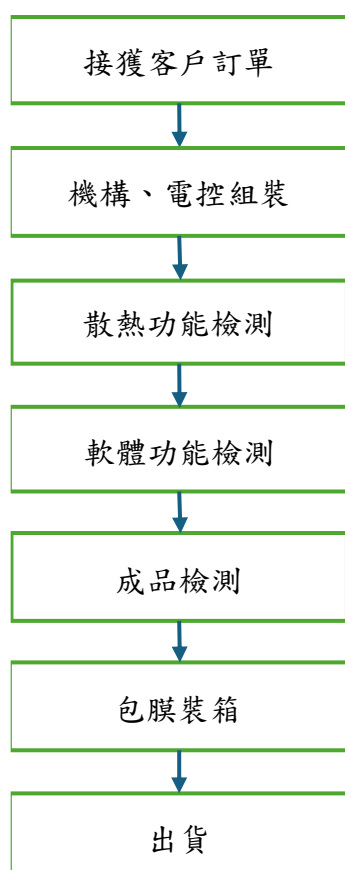 接獲客戶訂單
機構、電控組裝
散熱功能檢測
軟體功能檢測
成品檢測
包膜裝箱
出貨